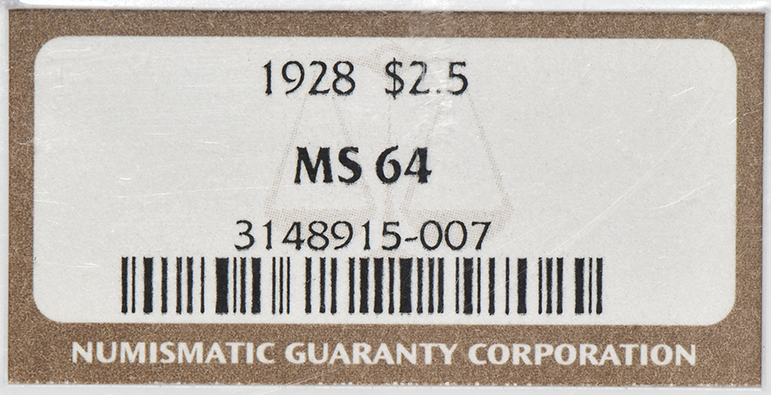 1928 $2.5
MS 64
3148915-007
NUMISMATIC GUARANTY CORPORATION